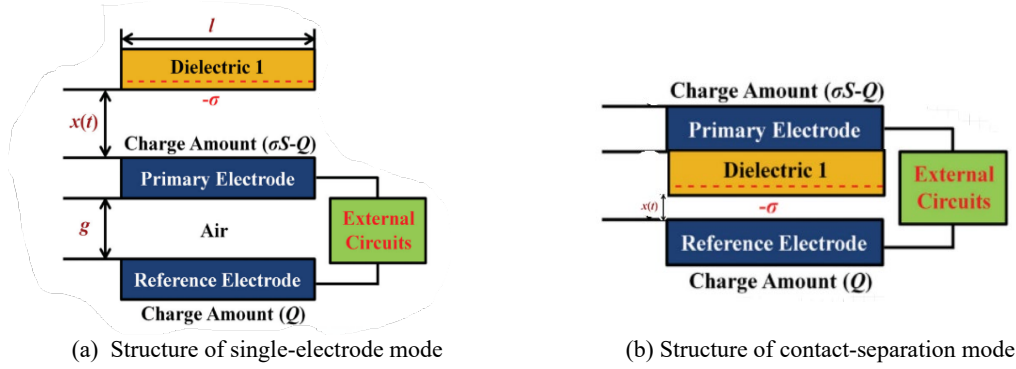 l
Dielectric 1
-σ
x(t)
Charge Amount (σS-Q)
Primary Electrode
g
Air
External
Circuits
Reference Electrode
Charge Amount (Q)
(a) Structure of single-electrode mode
Charge Amount (σS-Q)
Primary Electrode
Dielectric 1
External
Circuits
x(t)
-σ
Reference Electrode
Charge Amount (Q)
(b) Structure of contact-separation mode